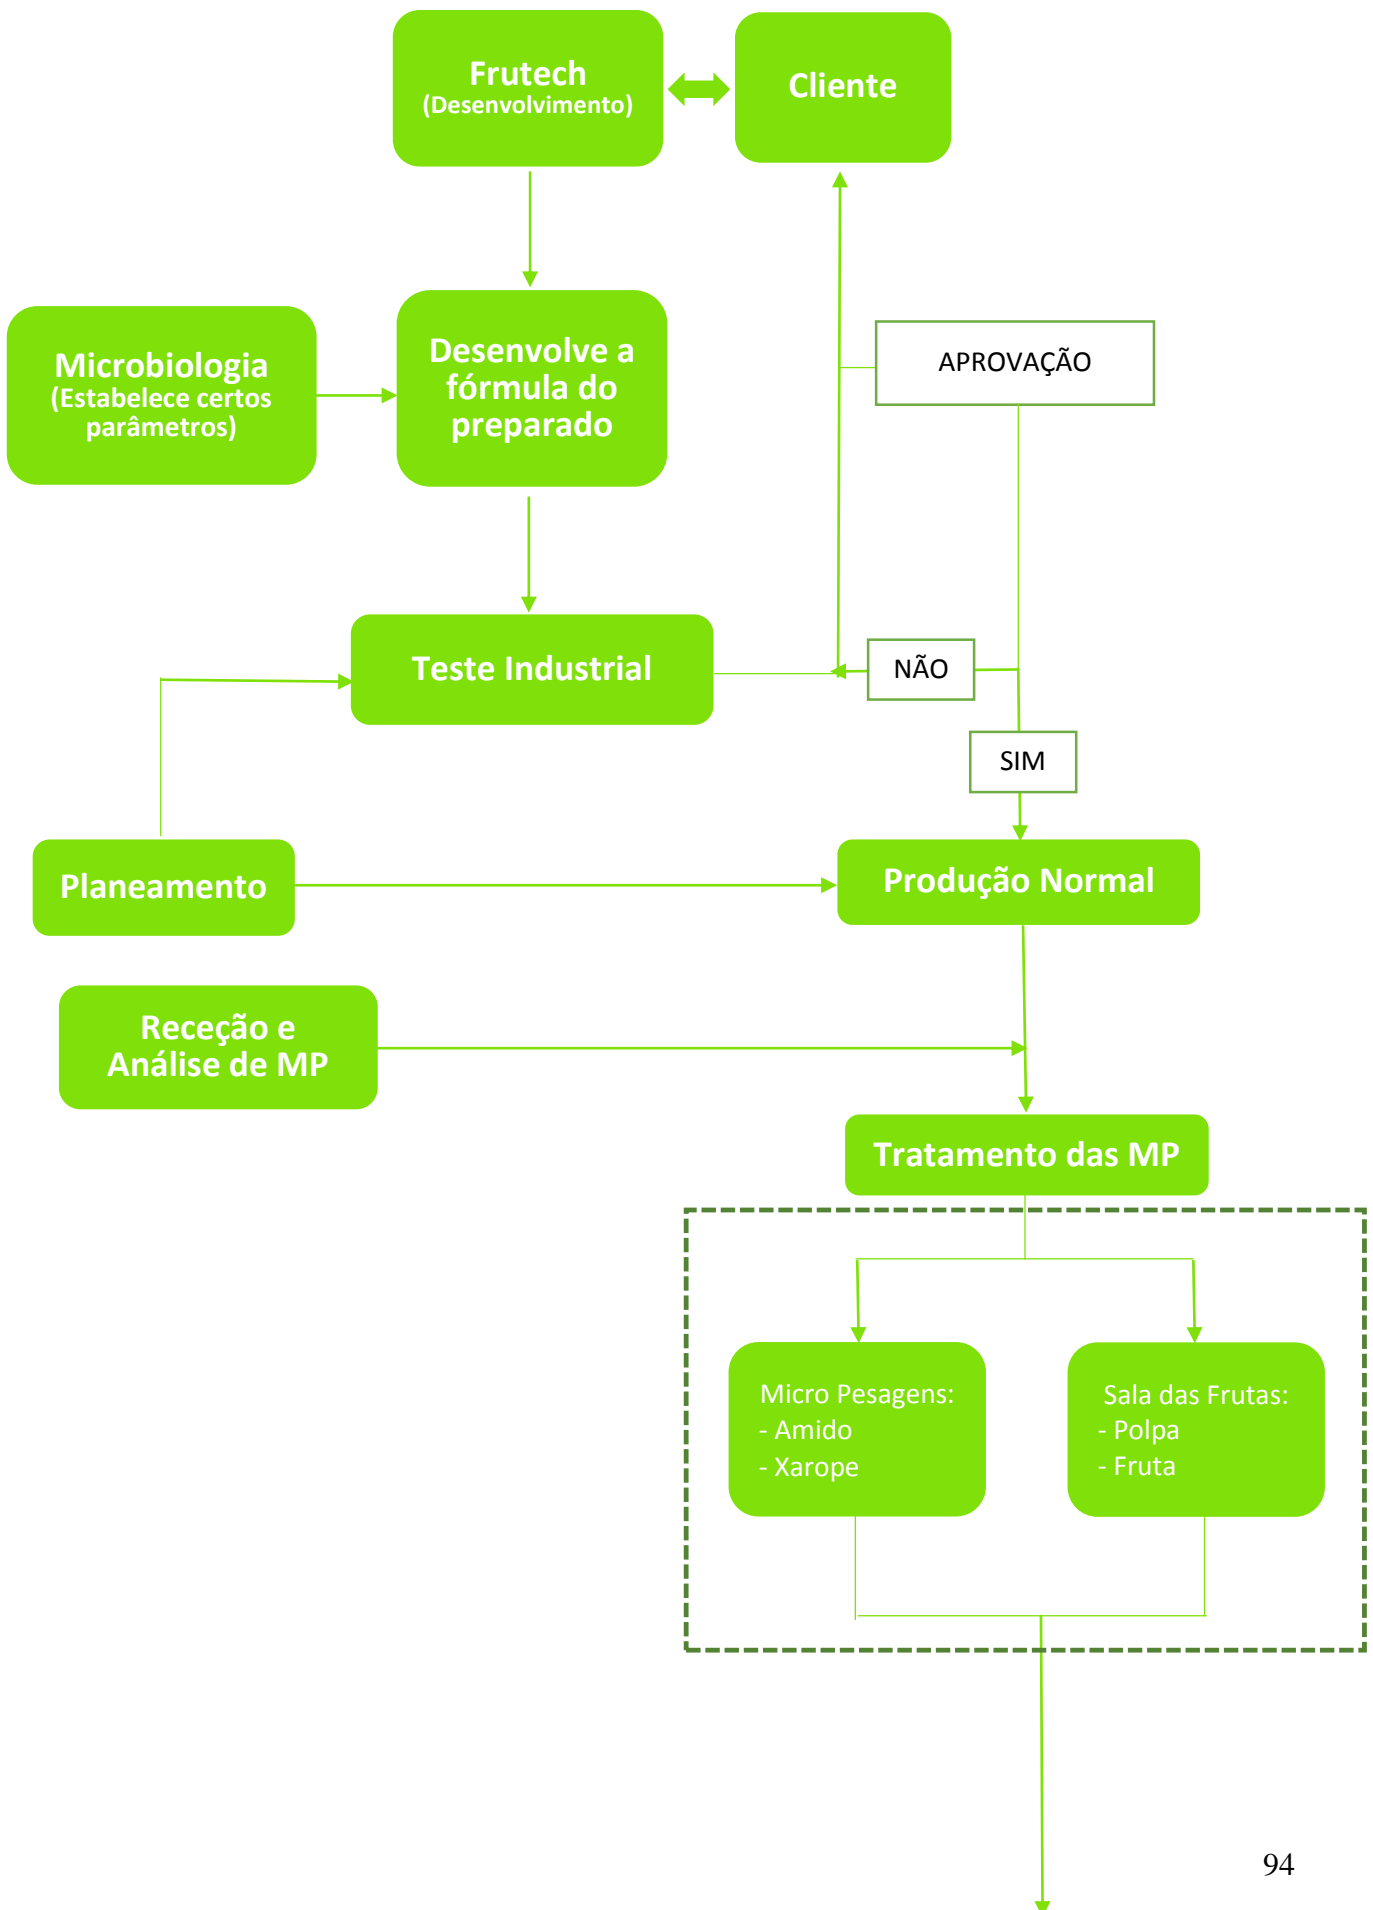 Frutech
(Desenvolvimento)
Cliente
Microbiologia
(Estabelece certos
parâmetros)
Desenvolve a
fórmula do
preparado
APROVAÇÃO
Teste Industrial
NÃO
SIM
Planeamento
Produção Normal
Receção e
Análise de MP
Tratamento das MP
Micro Pesagens:
- Amido
- Xarope
Sala das Frutas:
- Polpa
- Fruta
94